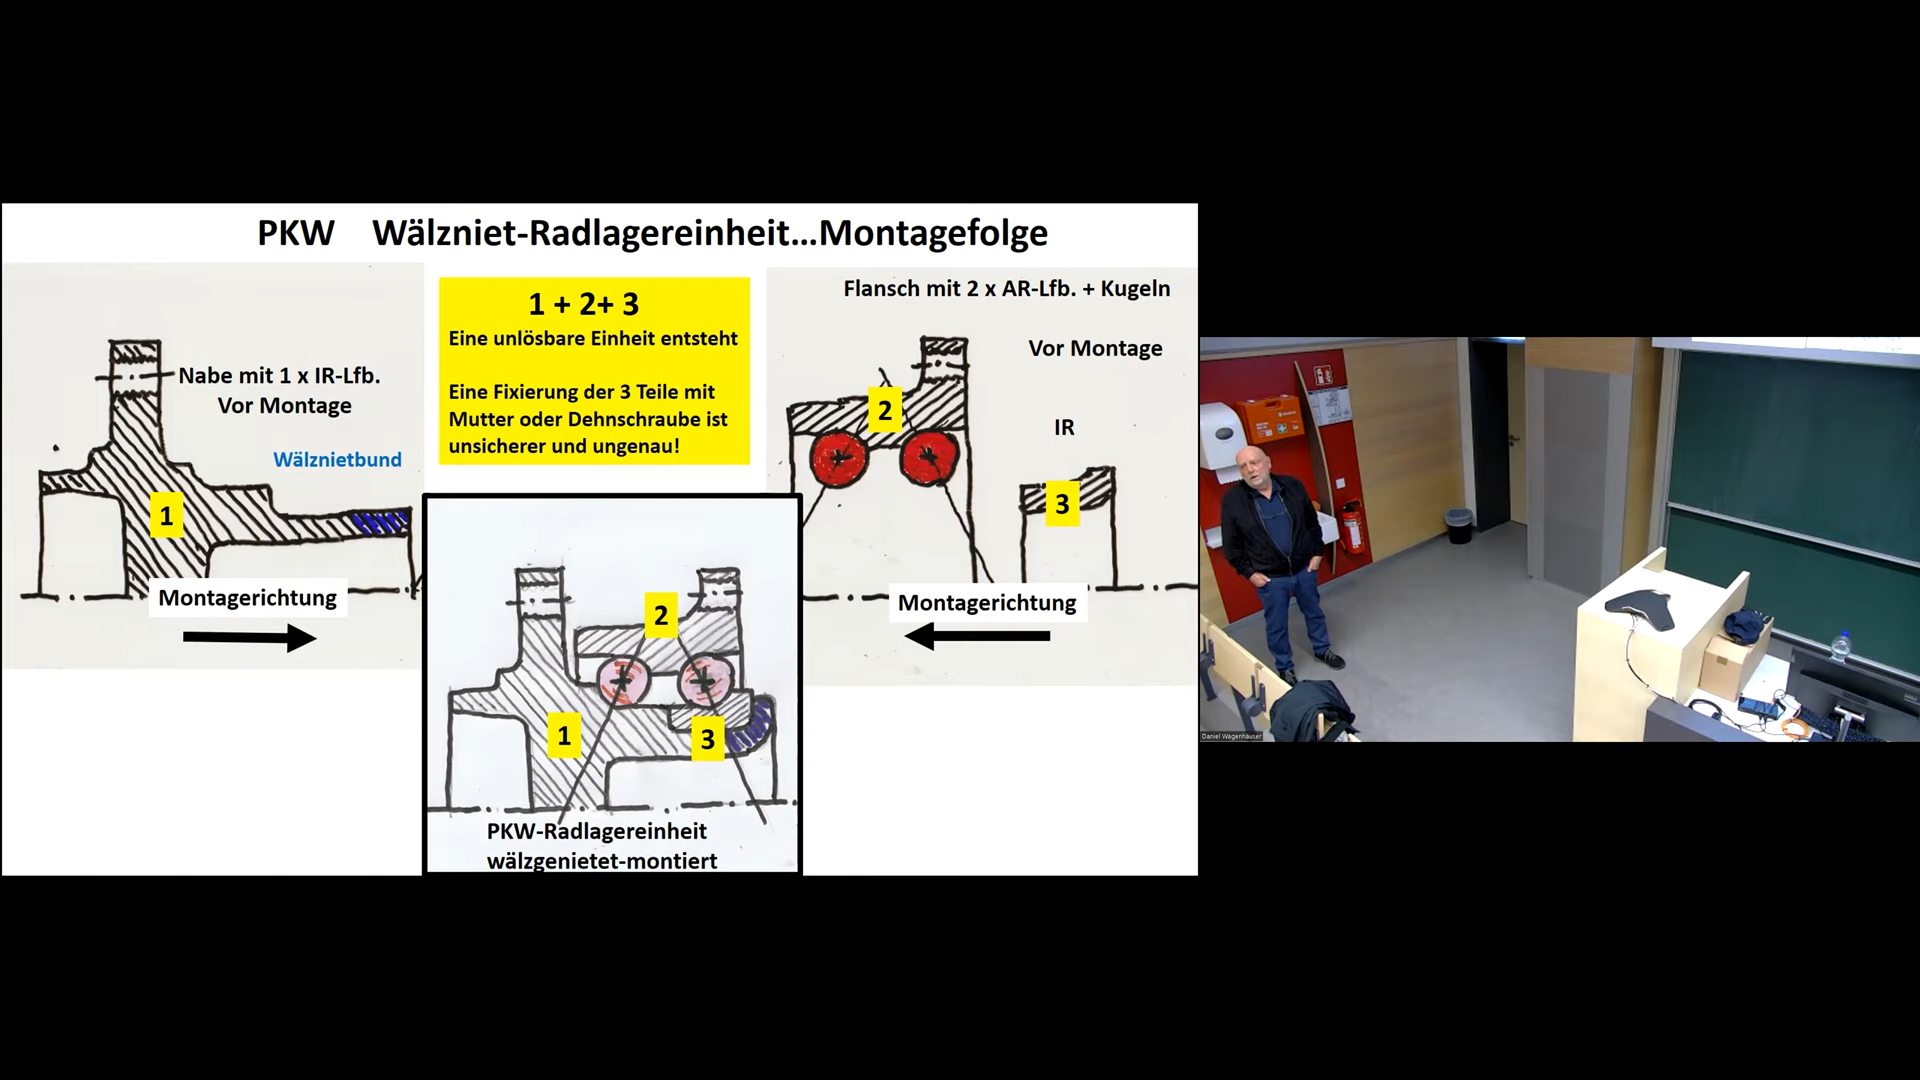 PKW Wälzniet-Radlagereinheit...Montagefolge
Nabe mit 1 x IR-Lfb.
Vor Montage
Wälznietbund
1
Montagerichtung
1 + 2+ 3
Eine unlösbare Einheit entsteht
Eine Fixierung der 3 Teile mit
Mutter oder Dehnschraube ist
unsicherer und ungenau!
Flansch mit 2 x AR-Lfb. + Kugeln
Vor Montage
2
IR
3
Montagerichtung
2
1
3
PKW-Radlagereinheit
wälzgenietet-montiert
Daniel Wagenhäuser